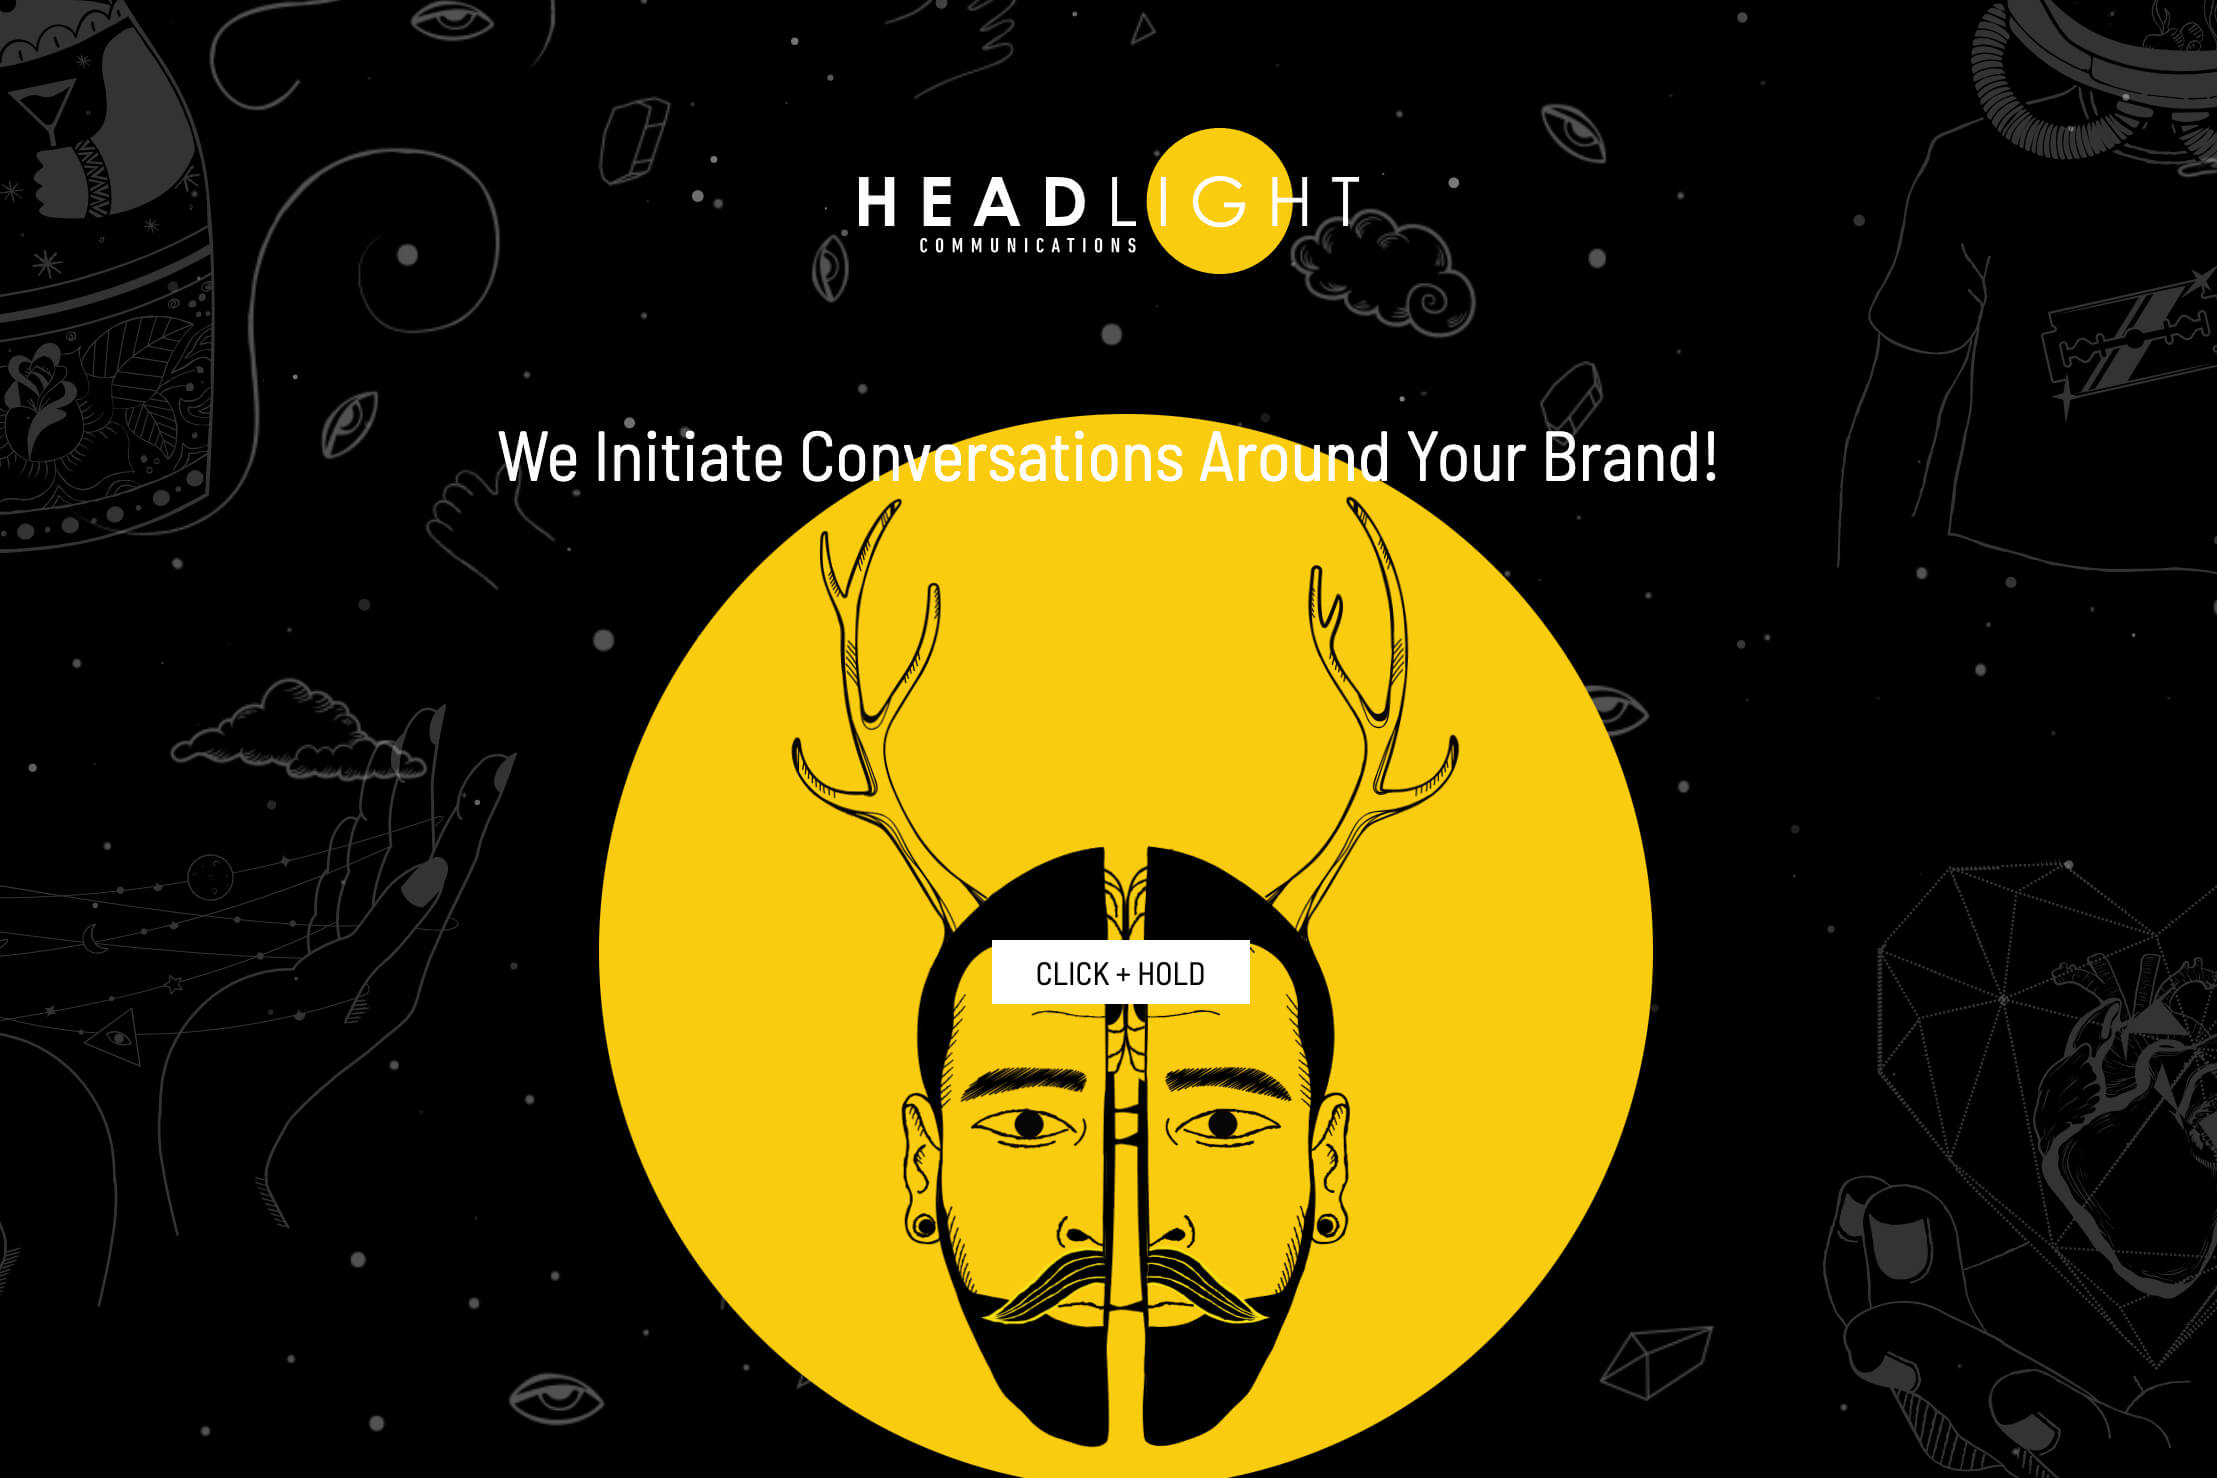 HEADLIGHT
COMMUNICATIONS
We Initiate Conversations Around Your Brand!
CLICK + HOLD